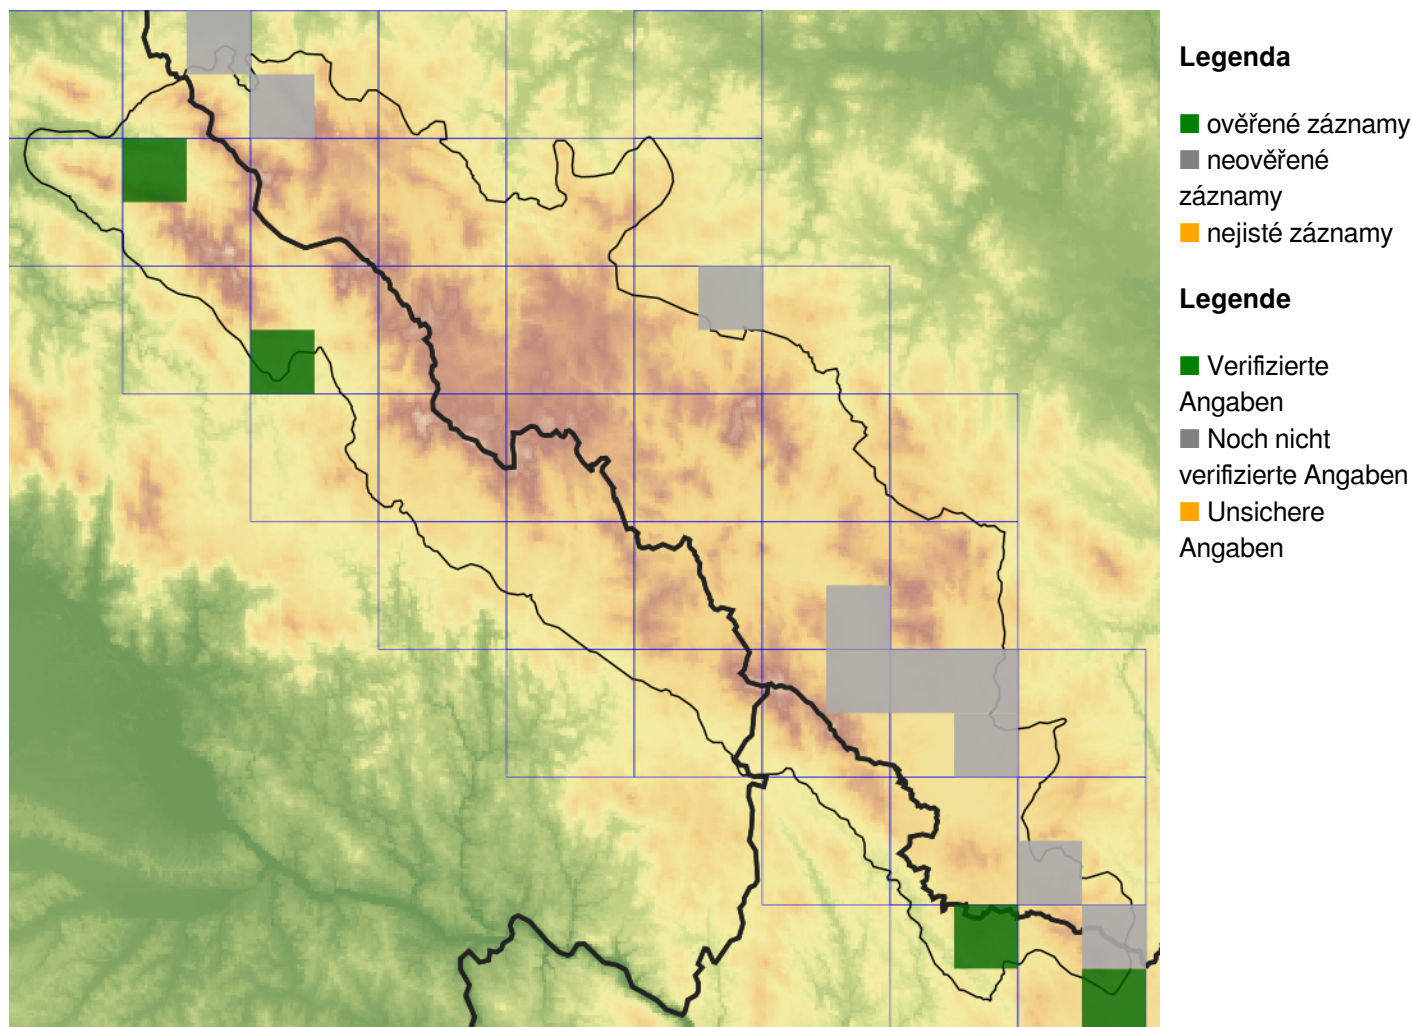 Legenda
ověřené záznamy
neověřené
záznamy
nejisté záznamy
Legende
Verifizierte
Angaben
Noch nicht
verifizierte Angaben
Unsichere
Angaben